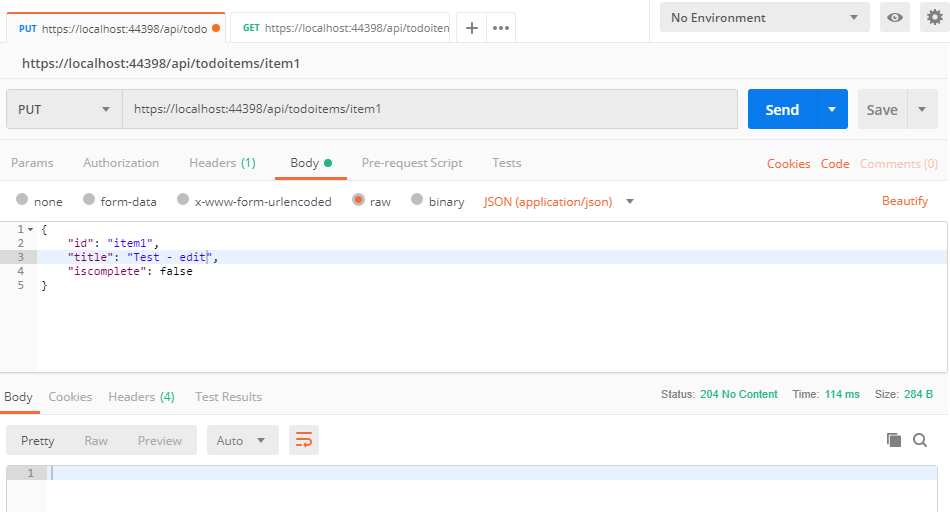 PUT https://localhost:44398/api/todo GET https://localhost:44398/api/todoiten + ••• No Environment
https://localhost:44398/api/todoitems/item1
PUT https://localhost:44398/api/todoitems/item1 Send Save
Params Authorization Headers (1) Body Pre-request Script Tests Cookies Code Comments (0)
none form-data x-www-form-urlencoded raw binary JSON (application/json) Beautify
1 {
2 "id": "item1",
3 "title": "Test - edit",
4 "iscomplete": false
5 }
Body Cookies Headers (4) Test Results Status: 204 No Content Time: 114 ms Size: 284 B
Pretty Raw Preview Auto
1